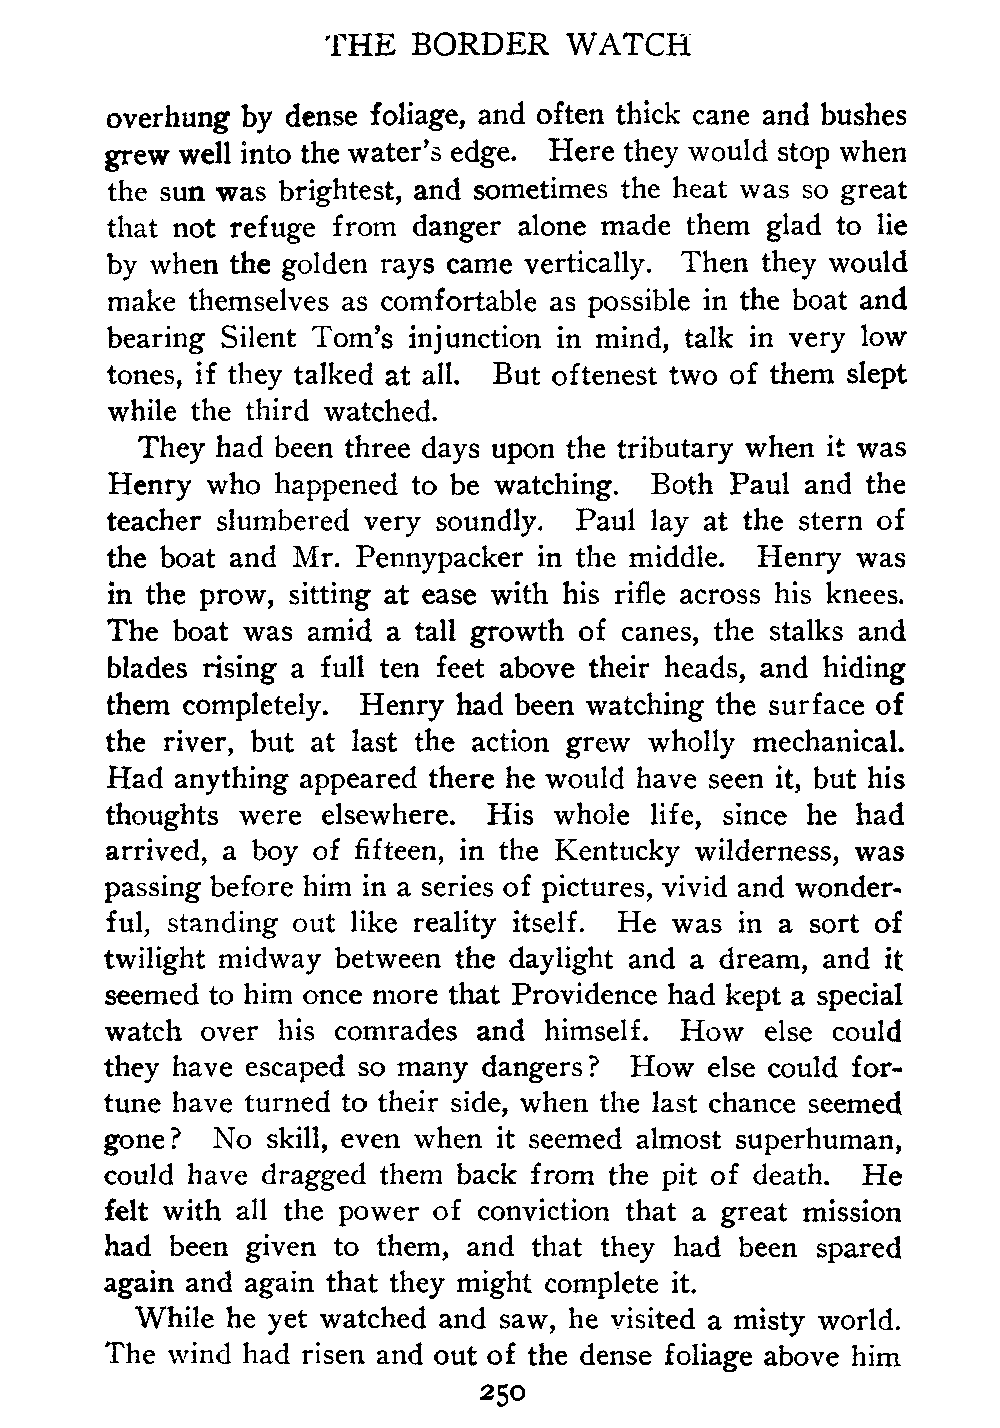 THE BORDER WATCH
overhung by dense foliage, and often thick cane and bushes
grew well into the water's edge. Here they would stop when
the sun was brightest, and sometimes the heat was so great
that not refuge from danger alone made them glad to lie
by when the golden rays came vertically. Then they would
make themselves as comfortable as possible in the boat and
bearing Silent Tom's injunction in mind, talk in very low
tones, if they talked at all. But oftenest two of them slept
while the third watched.
They had been three days upon the tributary when it was
Henry who happened to be watching. Both Paul and the
teacher slumbered very soundly. Paul lay at the stern of
the boat and Mr. Pennypacker in the middle. Henry was
in the prow, sitting at ease with his rifle across his knees.
The boat was amid a tall growth of canes, the stalks and
blades rising a full ten feet above their heads, and hiding
them completely. Henry had been watching the surface of
the river, but at last the action grew wholly mechanical.
Had anything appeared there he would have seen it, but his
thoughts were elsewhere. His whole life, since he had
arrived, a boy of fifteen, in the Kentucky wilderness, was
passing before him in a series of pictures, vivid and wonder-
ful, standing out like reality itself. He was in a sort of
twilight midway between the daylight and a dream, and it
seemed to him once more that Providence had kept a special
watch over his comrades and himself. How else could
they have escaped so many dangers? How else could for-
tune have turned to their side, when the last chance seemed
gone? No skill, even when it seemed almost superhuman,
could have dragged them back from the pit of death. He
felt with all the power of conviction that a great mission
had been given to them, and that they had been spared
again and again that they might complete it.
While he yet watched and saw, he visited a misty world.
The wind had risen and out of the dense foliage above him
250